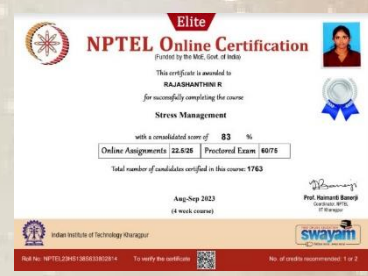 Elite
NPTEL Online Certification
(Funded by the MoE, Govt. of India)
This certificate is awarded to
RAJASHANTHINI R
for successfully completing the course
Stress Management
with a consolidated score of 83 %
Online Assignments 22.5/25 Proctored Exam 60/75
Total number of candidates certified in this course: 1763
Aug-Sep 2023
(4 week course)
Prof. Haimanti Banerji
Coordinator, NPTEL
IIT Kharagpur
Indian Institute of Technology Kharagpur
swayam
Roll No: To verify the certificate No. of credits recommended: 1 or 2